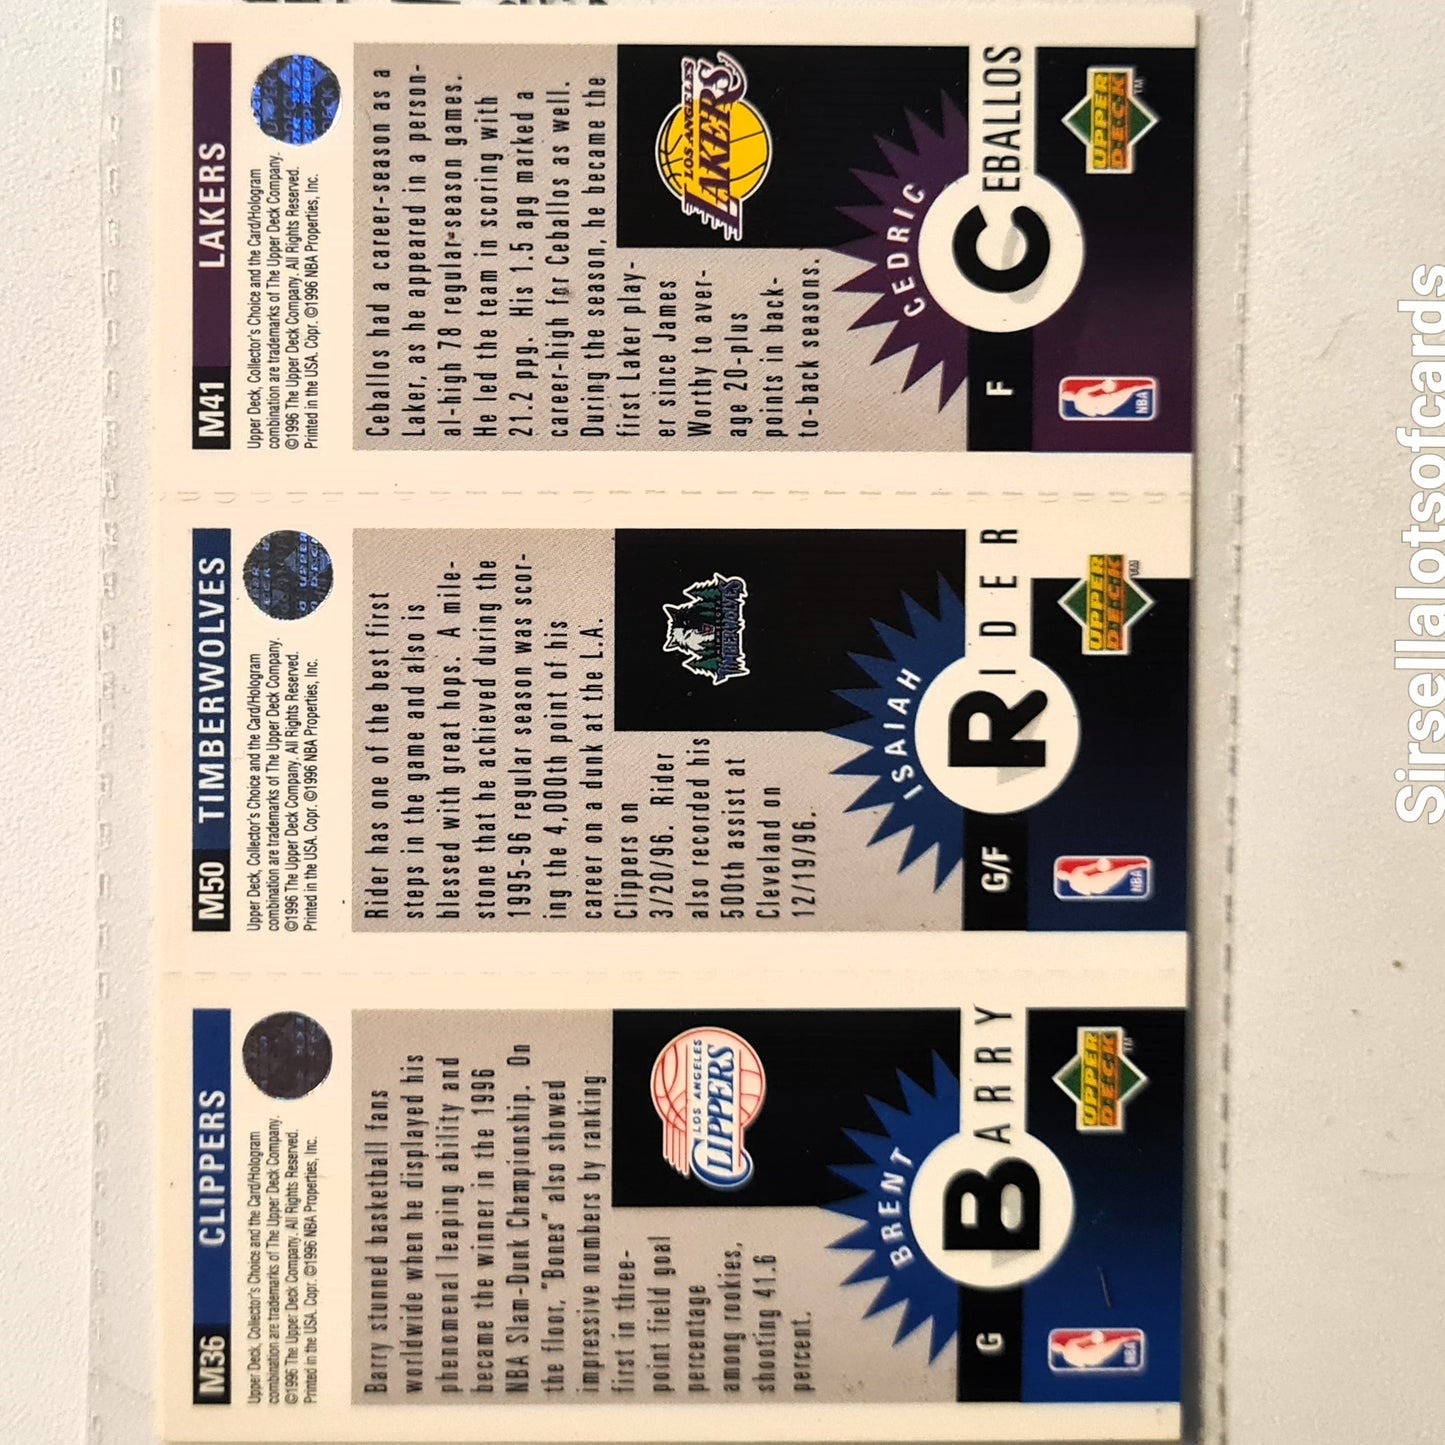 M41 LAKERS
Upper Deck, Collector's Choice and the Card/Hologram
combination are trademarks of The Upper Deck Company.
©1996 The Upper Deck Company. All Rights Reserved.
Printed in the USA. Copr. ©1996 NBA Properties, Inc.
Ceballos had a career-season as a
Laker, as he appeared in a person-
al-high 78 regular-season games.
He led the team in scoring with
21.2 ppg. His 1.5 apg marked a
career-high for Ceballos as well.
During the season, he became the
first Laker play-
er since James
Worthy to aver-
age 20-plus
points in back-
to-back seasons.
LOS ANGELES
LAKERS
CEDRIC
CEBALLOS
F
UPPER
DECK
TM
NBA
M50 TIMBERWOLVES
Upper Deck, Collector's Choice and the Card/Hologram
combination are trademarks of The Upper Deck Company.
©1996 The Upper Deck Company. All Rights Reserved.
Printed in the USA. Copr. ©1996 NBA Properties, Inc.
Rider has one of the best first
steps in the game and also is
blessed with great hops. A mile-
stone that he achieved during the
1995-96 regular season was scor-
ing the 4,000th point of his
career on a dunk at the L.A.
Clippers on
3/20/96. Rider
also recorded his
500th assist at
Cleveland on
12/19/96.
MINNESOTA
TIMBERWOLVES
ISAIAH
RIDER
G/F
UPPER
DECK
TM
NBA
M36 CLIPPERS
Upper Deck, Collector's Choice and the Card/Hologram
combination are trademarks of The Upper Deck Company.
©1996 The Upper Deck Company. All Rights Reserved.
Printed in the USA. Copr. ©1996 NBA Properties, Inc.
Barry stunned basketball fans
worldwide when he displayed his
phenomenal leaping ability and
became the winner in the 1996
NBA Slam-Dunk Championship. On
the floor, "Bones" also showed
impressive numbers by ranking
first in three-
point field goal
percentage
among rookies,
shooting 41.6
percent.
LOS ANGELES
CLIPPERS
BRENT
BARRY
G
UPPER
DECK
TM
NBA
Sirsellalotsofcards